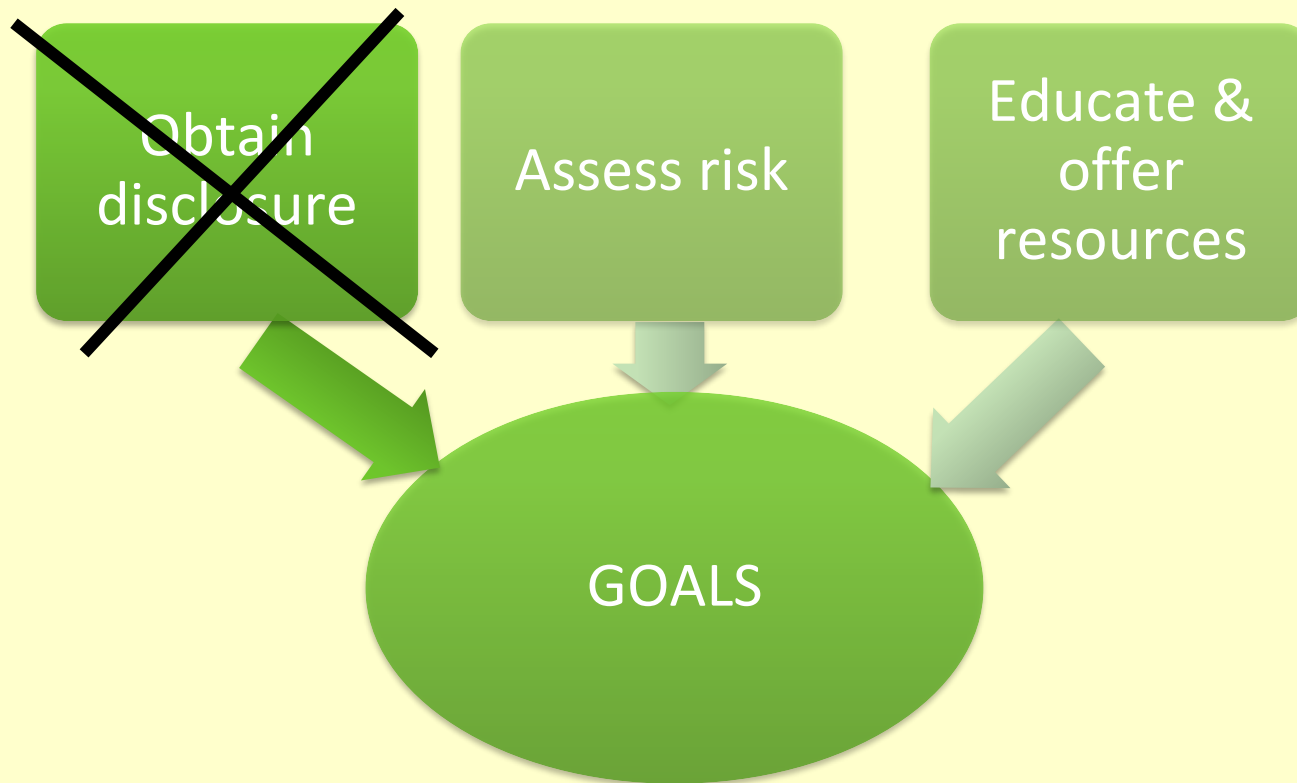 Obtain
disclosure
Assess risk
Educate &
offer
resources
GOALS